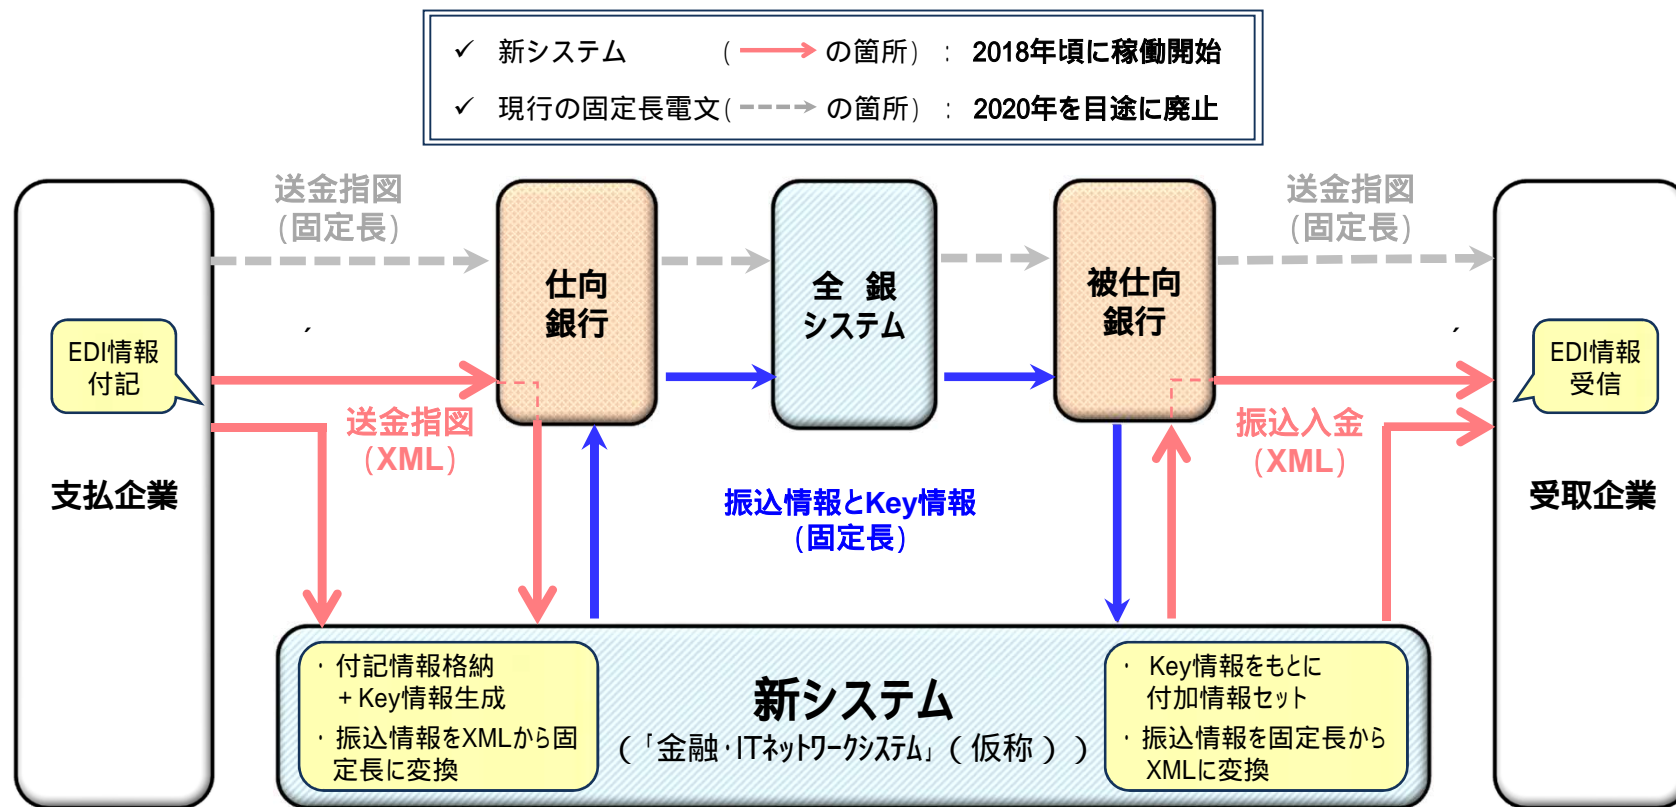 ✓ 新システム （ の箇所）： 2018年頃に稼働開始
✓ 現行の固定長電文（ の箇所）： 2020年を目途に廃止
送金指図
（固定長）
送金指図
（固定長）
仕向
銀行
全 銀
システム
被仕向
銀行
EDI情報
付記
EDI情報
受信
送金指図
（XML）
振込入金
（XML）
支払企業
受取企業
振込情報とKey情報
（固定長）
・ 付記情報格納
+ Key情報生成
・ 振込情報をXMLから固
定長に変換
新システム
（「金融・ITネットワークシステム」（仮称））
・ Key情報をもとに
付加情報セット
・ 振込情報を固定長から
XMLに変換